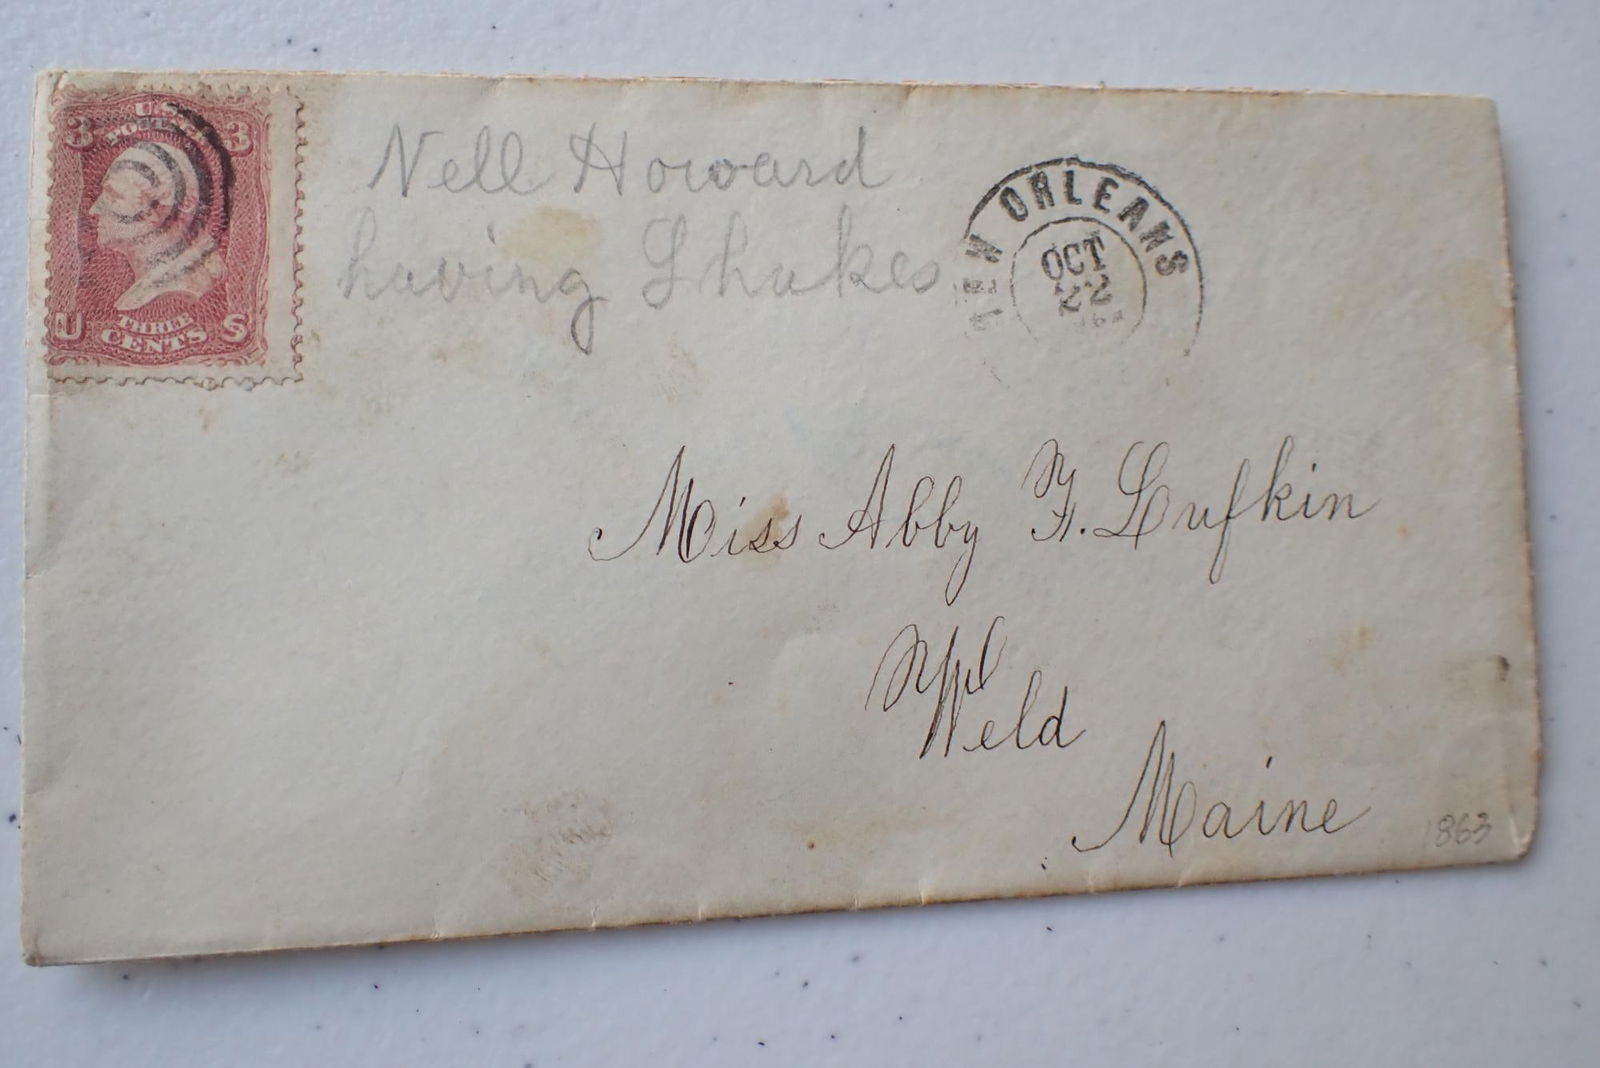 U.S.
3 POSTAGE 3
U THREE S
CENTS
Nell Howard
having Shakes
NEW ORLEANS
OCT
22
Miss Abby F. Lufkin
Weld
Maine
1863